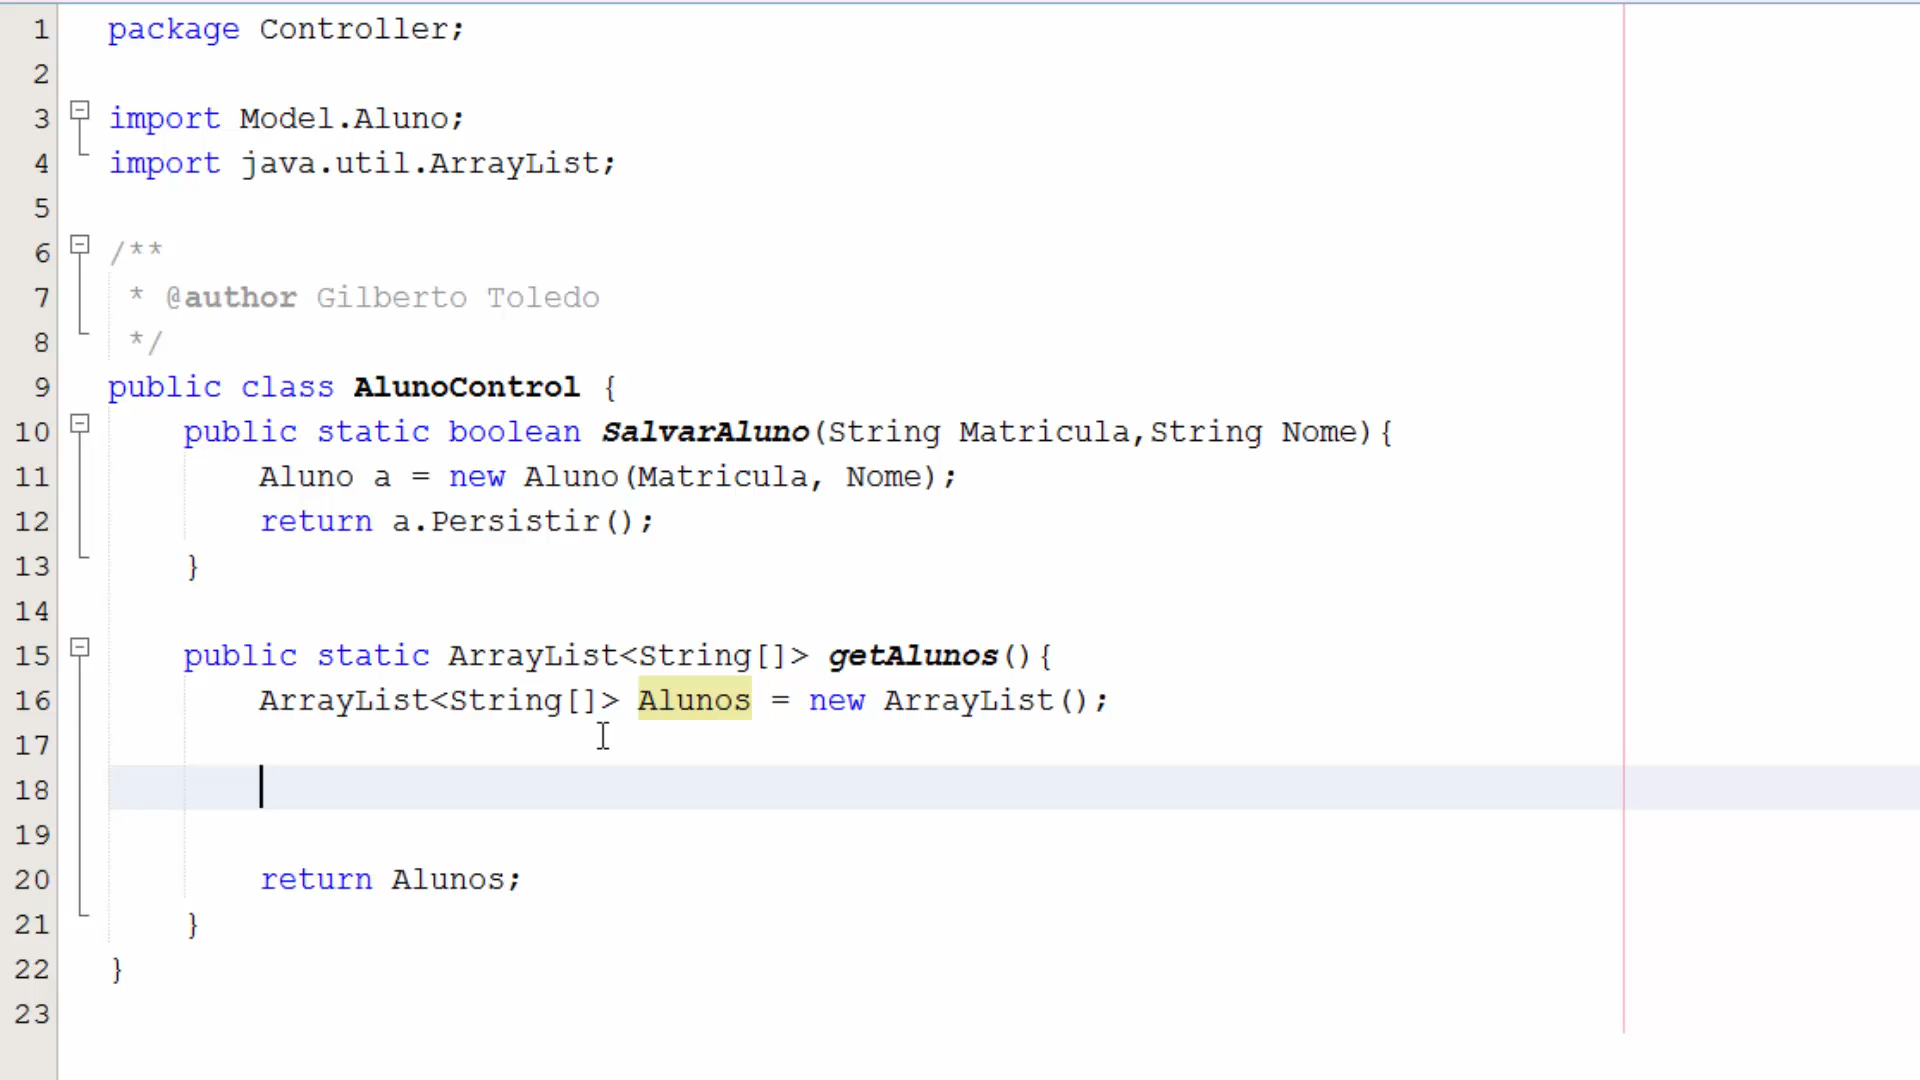 1 package Controller;
2
3 import Model.Aluno;
4 import java.util.ArrayList;
5
6 /**
7 * @author Gilberto Toledo
8 */
9 public class AlunoControl {
10 public static boolean SalvarAluno(String Matricula,String Nome){
11 Aluno a = new Aluno(Matricula, Nome);
12 return a.Persistir();
13 }
14
15 public static ArrayList<String[]> getAlunos(){
16 ArrayList<String[]> Alunos = new ArrayList();
17
18
19
20 return Alunos;
21 }
22 }
23